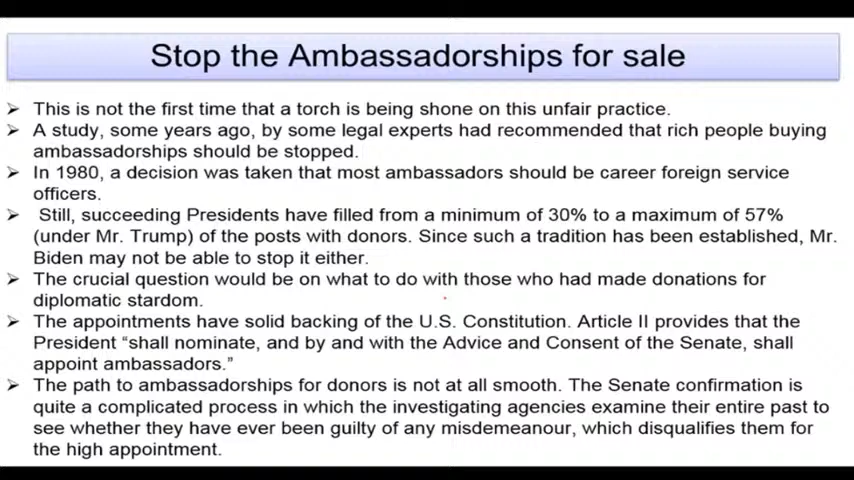 Stop the Ambassadorships for sale
➢ This is not the first time that a torch is being shone on this unfair practice.
➢ A study, some years ago, by some legal experts had recommended that rich people buying
ambassadorships should be stopped.
➢ In 1980, a decision was taken that most ambassadors should be career foreign service
officers.
➢ Still, succeeding Presidents have filled from a minimum of 30% to a maximum of 57%
(under Mr. Trump) of the posts with donors. Since such a tradition has been established, Mr.
Biden may not be able to stop it either.
➢ The crucial question would be on what to do with those who had made donations for
diplomatic stardom.
➢ The appointments have solid backing of the U.S. Constitution. Article II provides that the
President “shall nominate, and by and with the Advice and Consent of the Senate, shall
appoint ambassadors.”
➢ The path to ambassadorships for donors is not at all smooth. The Senate confirmation is
quite a complicated process in which the investigating agencies examine their entire past to
see whether they have ever been guilty of any misdemeanour, which disqualifies them for
the high appointment.